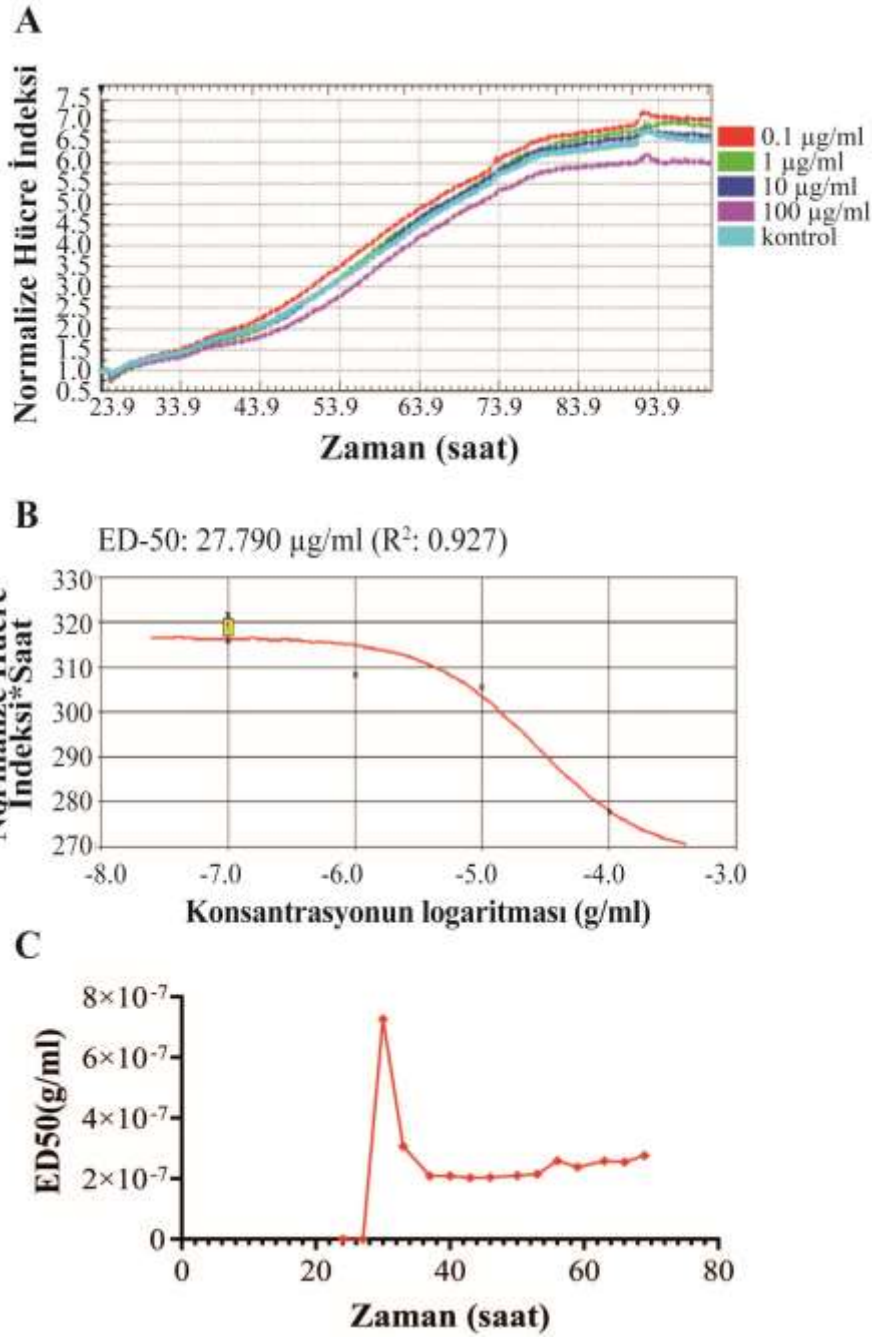 A
Normalize Hücre İndeksi
7.5
7.0
6.5
6.0
5.5
5.0
4.5
4.0
3.5
3.0
2.5
2.0
1.5
1.0
0.5
23.9 33.9 43.9 53.9 63.9 73.9 83.9 93.9
Zaman (saat)
0.1 µg/ml
1 µg/ml
10 µg/ml
100 µg/ml
kontrol
B
ED-50: 27.790 µg/ml (R²: 0.927)
İndeksi*Saat
330
320
310
300
290
280
270
-8.0 -7.0 -6.0 -5.0 -4.0 -3.0
Konsantrasyonun logaritması (g/ml)
C
ED50(g/ml)
8×10⁻⁷
6×10⁻⁷
4×10⁻⁷
2×10⁻⁷
0
0 20 40 60 80
Zaman (saat)